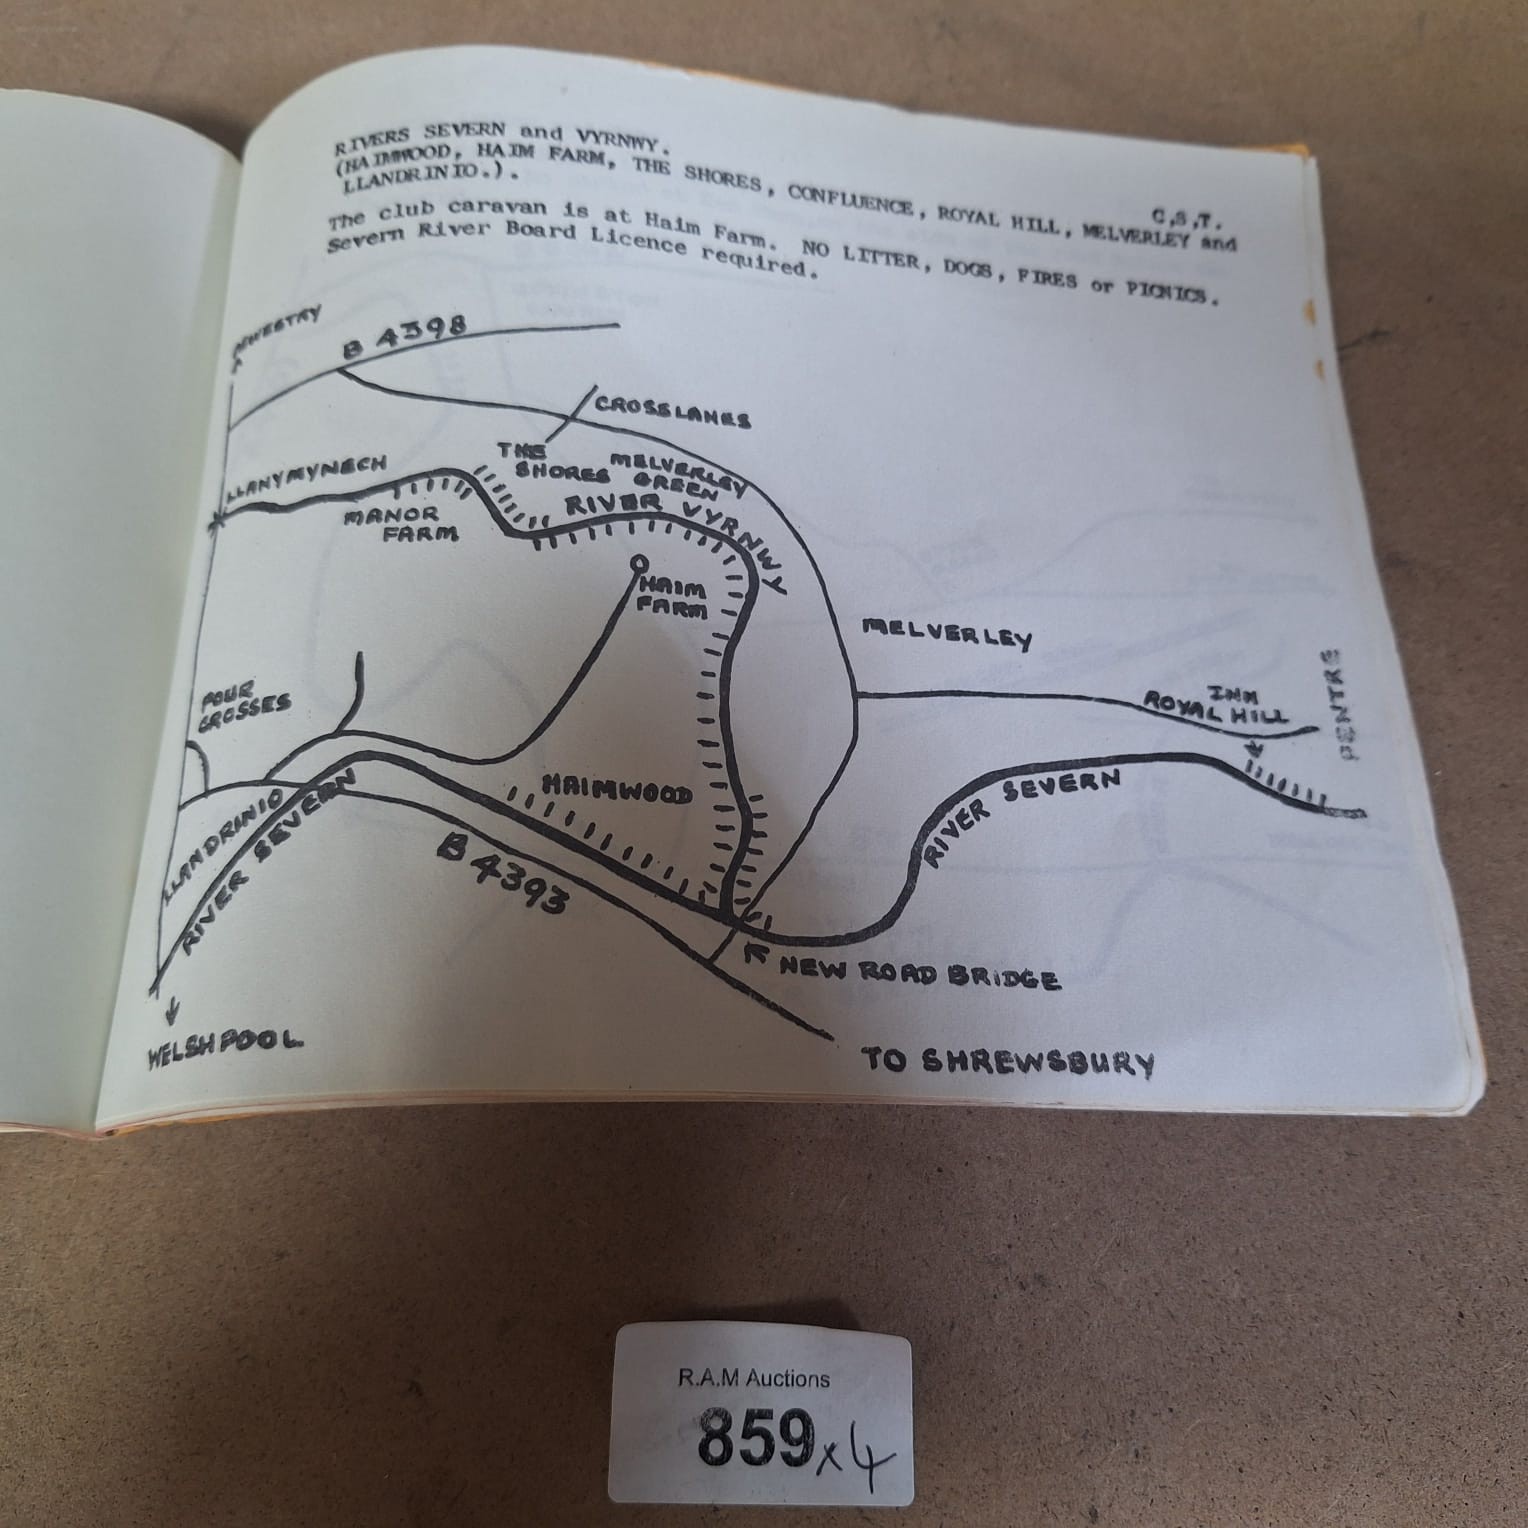 C.S.T.
RIVERS SEVERN and VYRNWY.
(HAIMWOOD, HAIM FARM, THE SHORES, CONFLUENCE, ROYAL HILL, MELVERLEY and
LLANDRINIO.).
The club caravan is at Haim Farm. NO LITTER, DOGS, FIRES or PICNICS.
Severn River Board Licence required.
OSWESTRY
B 4398
CROSSLANES
THE
SHORES
MELVERLEY
GREEN
LLANYMYNECH
RIVER VYRNWY
MANOR
FARM
HAIM
FARM
MELVERLEY
FOUR
CROSSES
INN
ROYAL HILL
PENTRE
HAIMWOOD
LLANDRINIO
RIVER SEVERN
RIVER SEVERN
B 4393
NEW ROAD BRIDGE
WELSHPOOL
TO SHREWSBURY
R.A.M Auctions
859 x4